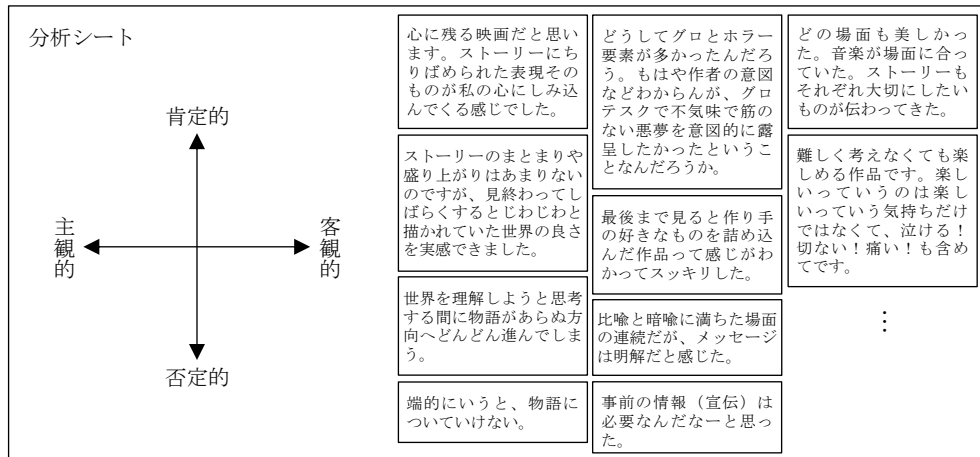 分析シート
肯定的
主観的
客観的
否定的
心に残る映画だと思い
ます。ストーリーにち
りばめられた表現その
ものが私の心にしみ込
んでくる感じでした。
ストーリーのまとまりや
盛り上がりはあまりない
のですが、見終わってし
ばらくするとじわじわと
描かれていた世界の良さ
を実感できました。
世界を理解しようと思考
する間に物語があらぬ方
向へどんどん進んでしま
う。
端的にいうと、物語に
ついていけない。
どうしてグロとホラー
要素が多かったんだろ
う。もはや作者の意図
などわからんが、グロ
テスクで不気味で筋の
ない悪夢を意図的に露
呈したかったというこ
となんだろうか。
最後まで見ると作り手
の好きなものを詰め込
んだ作品って感じがわ
かってスッキリした。
比喩と暗喩に満ちた場面
の連続だが、メッセージ
は明解だと感じた。
事前の情報（宣伝）は
必要なんだなーと思っ
た。
どの場面も美しかっ
た。音楽が場面に合っ
ていた。ストーリーも
それぞれ大切にしたい
ものが伝わってきた。
難しく考えなくても楽
しめる作品です。楽し
いっていうのは楽し
いっていう気持ちだけ
ではなくて、泣ける！
切ない！痛い！も含め
てです。
⋮